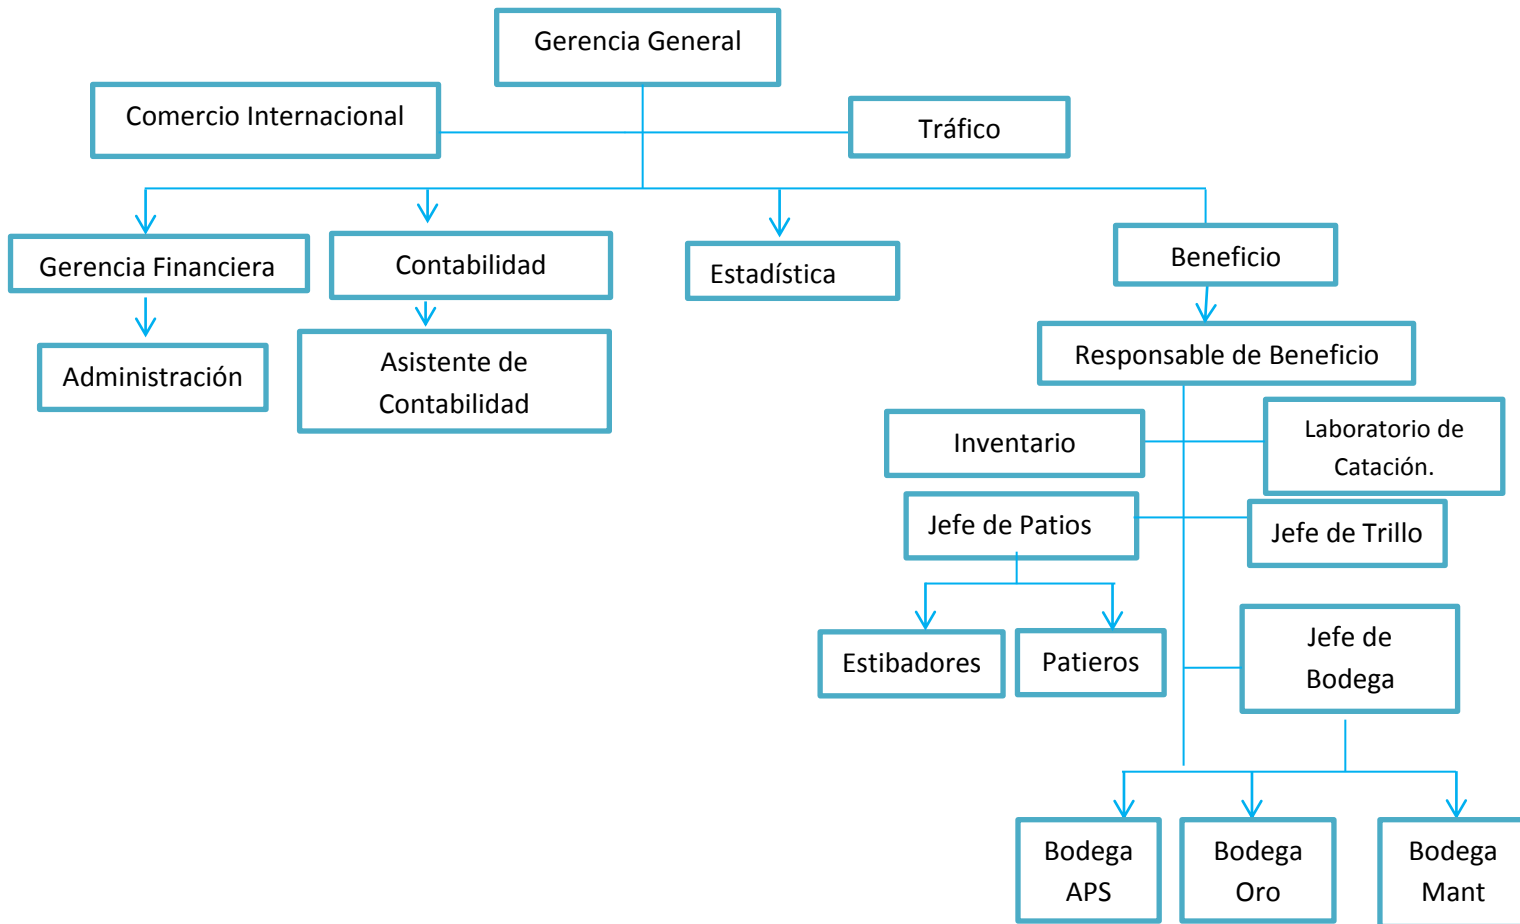 Gerencia General
Comercio Internacional
Tráfico
Gerencia Financiera
Contabilidad
Estadística
Beneficio
Administración
Asistente de
Contabilidad
Responsable de Beneficio
Inventario
Laboratorio de
Catación.
Jefe de Patios
Jefe de Trillo
Estibadores
Patieros
Jefe de
Bodega
Bodega
APS
Bodega
Oro
Bodega
Mant